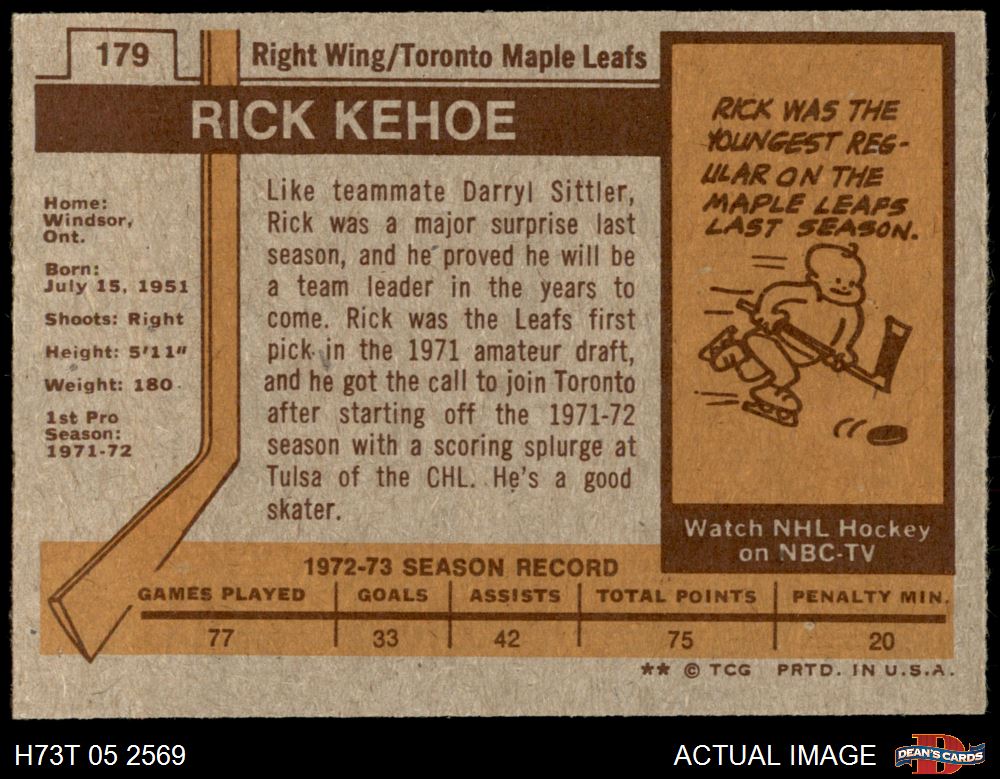 179
Right Wing/Toronto Maple Leafs
RICK KEHOE
Home:
Windsor,
Ont.
Born:
July 15, 1951
Shoots: Right
Height: 5'11"
Weight: 180
1st Pro
Season:
1971-72
Like teammate Darryl Sittler,
Rick was a major surprise last
season, and he proved he will be
a team leader in the years to
come. Rick was the Leafs first
pick in the 1971 amateur draft,
and he got the call to join Toronto
after starting off the 1971-72
season with a scoring splurge at
Tulsa of the CHL. He's a good
skater.
RICK WAS THE
YOUNGEST REG-
ULAR ON THE
MAPLE LEAFS
LAST SEASON.
Watch NHL Hockey
on NBC-TV
1972-73 SEASON RECORD
GAMES PLAYED GOALS ASSISTS TOTAL POINTS PENALTY MIN.
77 33 42 75 20
** © TCG PRTD. IN U.S.A.
H73T 05 2569 ACTUAL IMAGE DEAN'S CARDS